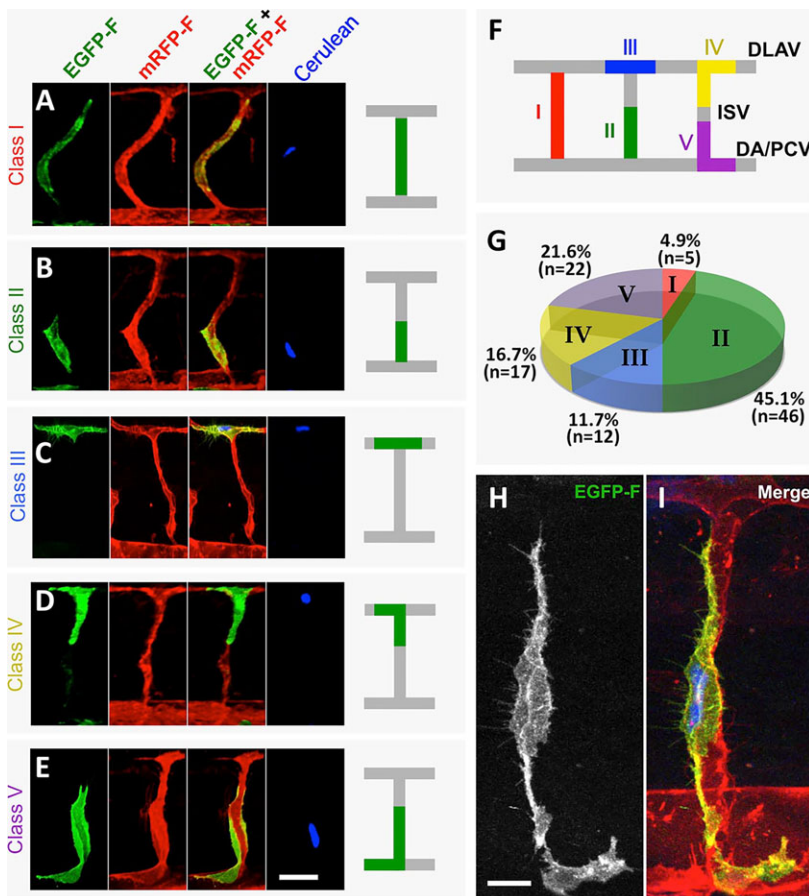 EGFP-F
mRFP-F
EGFP-F +
mRFP-F
Cerulean
A
Class I
B
Class II
C
Class III
D
Class IV
E
Class V
F
III
IV
DLAV
I
II
ISV
V
DA/PCV
G
21.6%
(n=22)
4.9%
(n=5)
V
I
IV
II
III
16.7%
(n=17)
11.7%
(n=12)
45.1%
(n=46)
H
EGFP-F
I
Merge